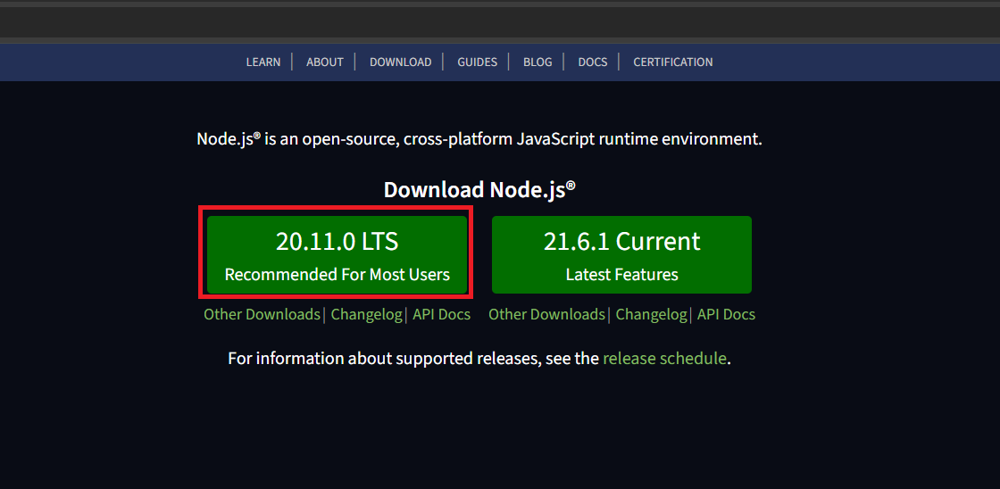 LEARN | ABOUT | DOWNLOAD | GUIDES | BLOG | DOCS | CERTIFICATION
Node.js® is an open-source, cross-platform JavaScript runtime environment.
Download Node.js®
20.11.0 LTS
Recommended For Most Users
21.6.1 Current
Latest Features
Other Downloads | Changelog | API Docs
Other Downloads | Changelog | API Docs
For information about supported releases, see the release schedule.